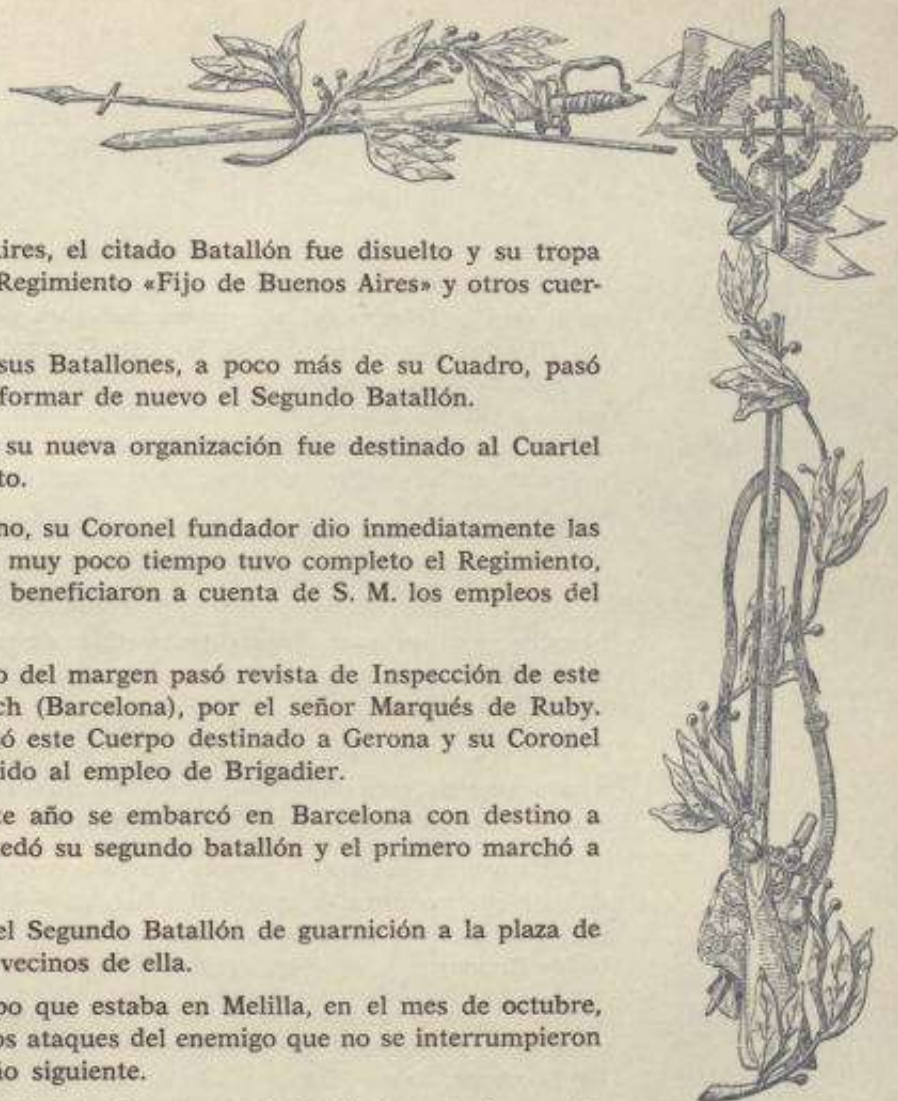 ires, el citado Batallón fue disuelto y su tropa
Regimiento «Fijo de Buenos Aires» y otros cuer-
sus Batallones, a poco más de su Cuadro, pasó
formar de nuevo el Segundo Batallón.
su nueva organización fue destinado al Cuartel
to.
no, su Coronel fundador dio inmediatamente las
muy poco tiempo tuvo completo el Regimiento,
beneficiaron a cuenta de S. M. los empleos del
o del margen pasó revista de Inspección de este
ch (Barcelona), por el señor Marqués de Ruby.
ó este Cuerpo destinado a Gerona y su Coronel
ido al empleo de Brigadier.
te año se embarcó en Barcelona con destino a
edó su segundo batallón y el primero marchó a
el Segundo Batallón de guarnición a la plaza de
vecinos de ella.
po que estaba en Melilla, en el mes de octubre,
os ataques del enemigo que no se interrumpieron
io siguiente.